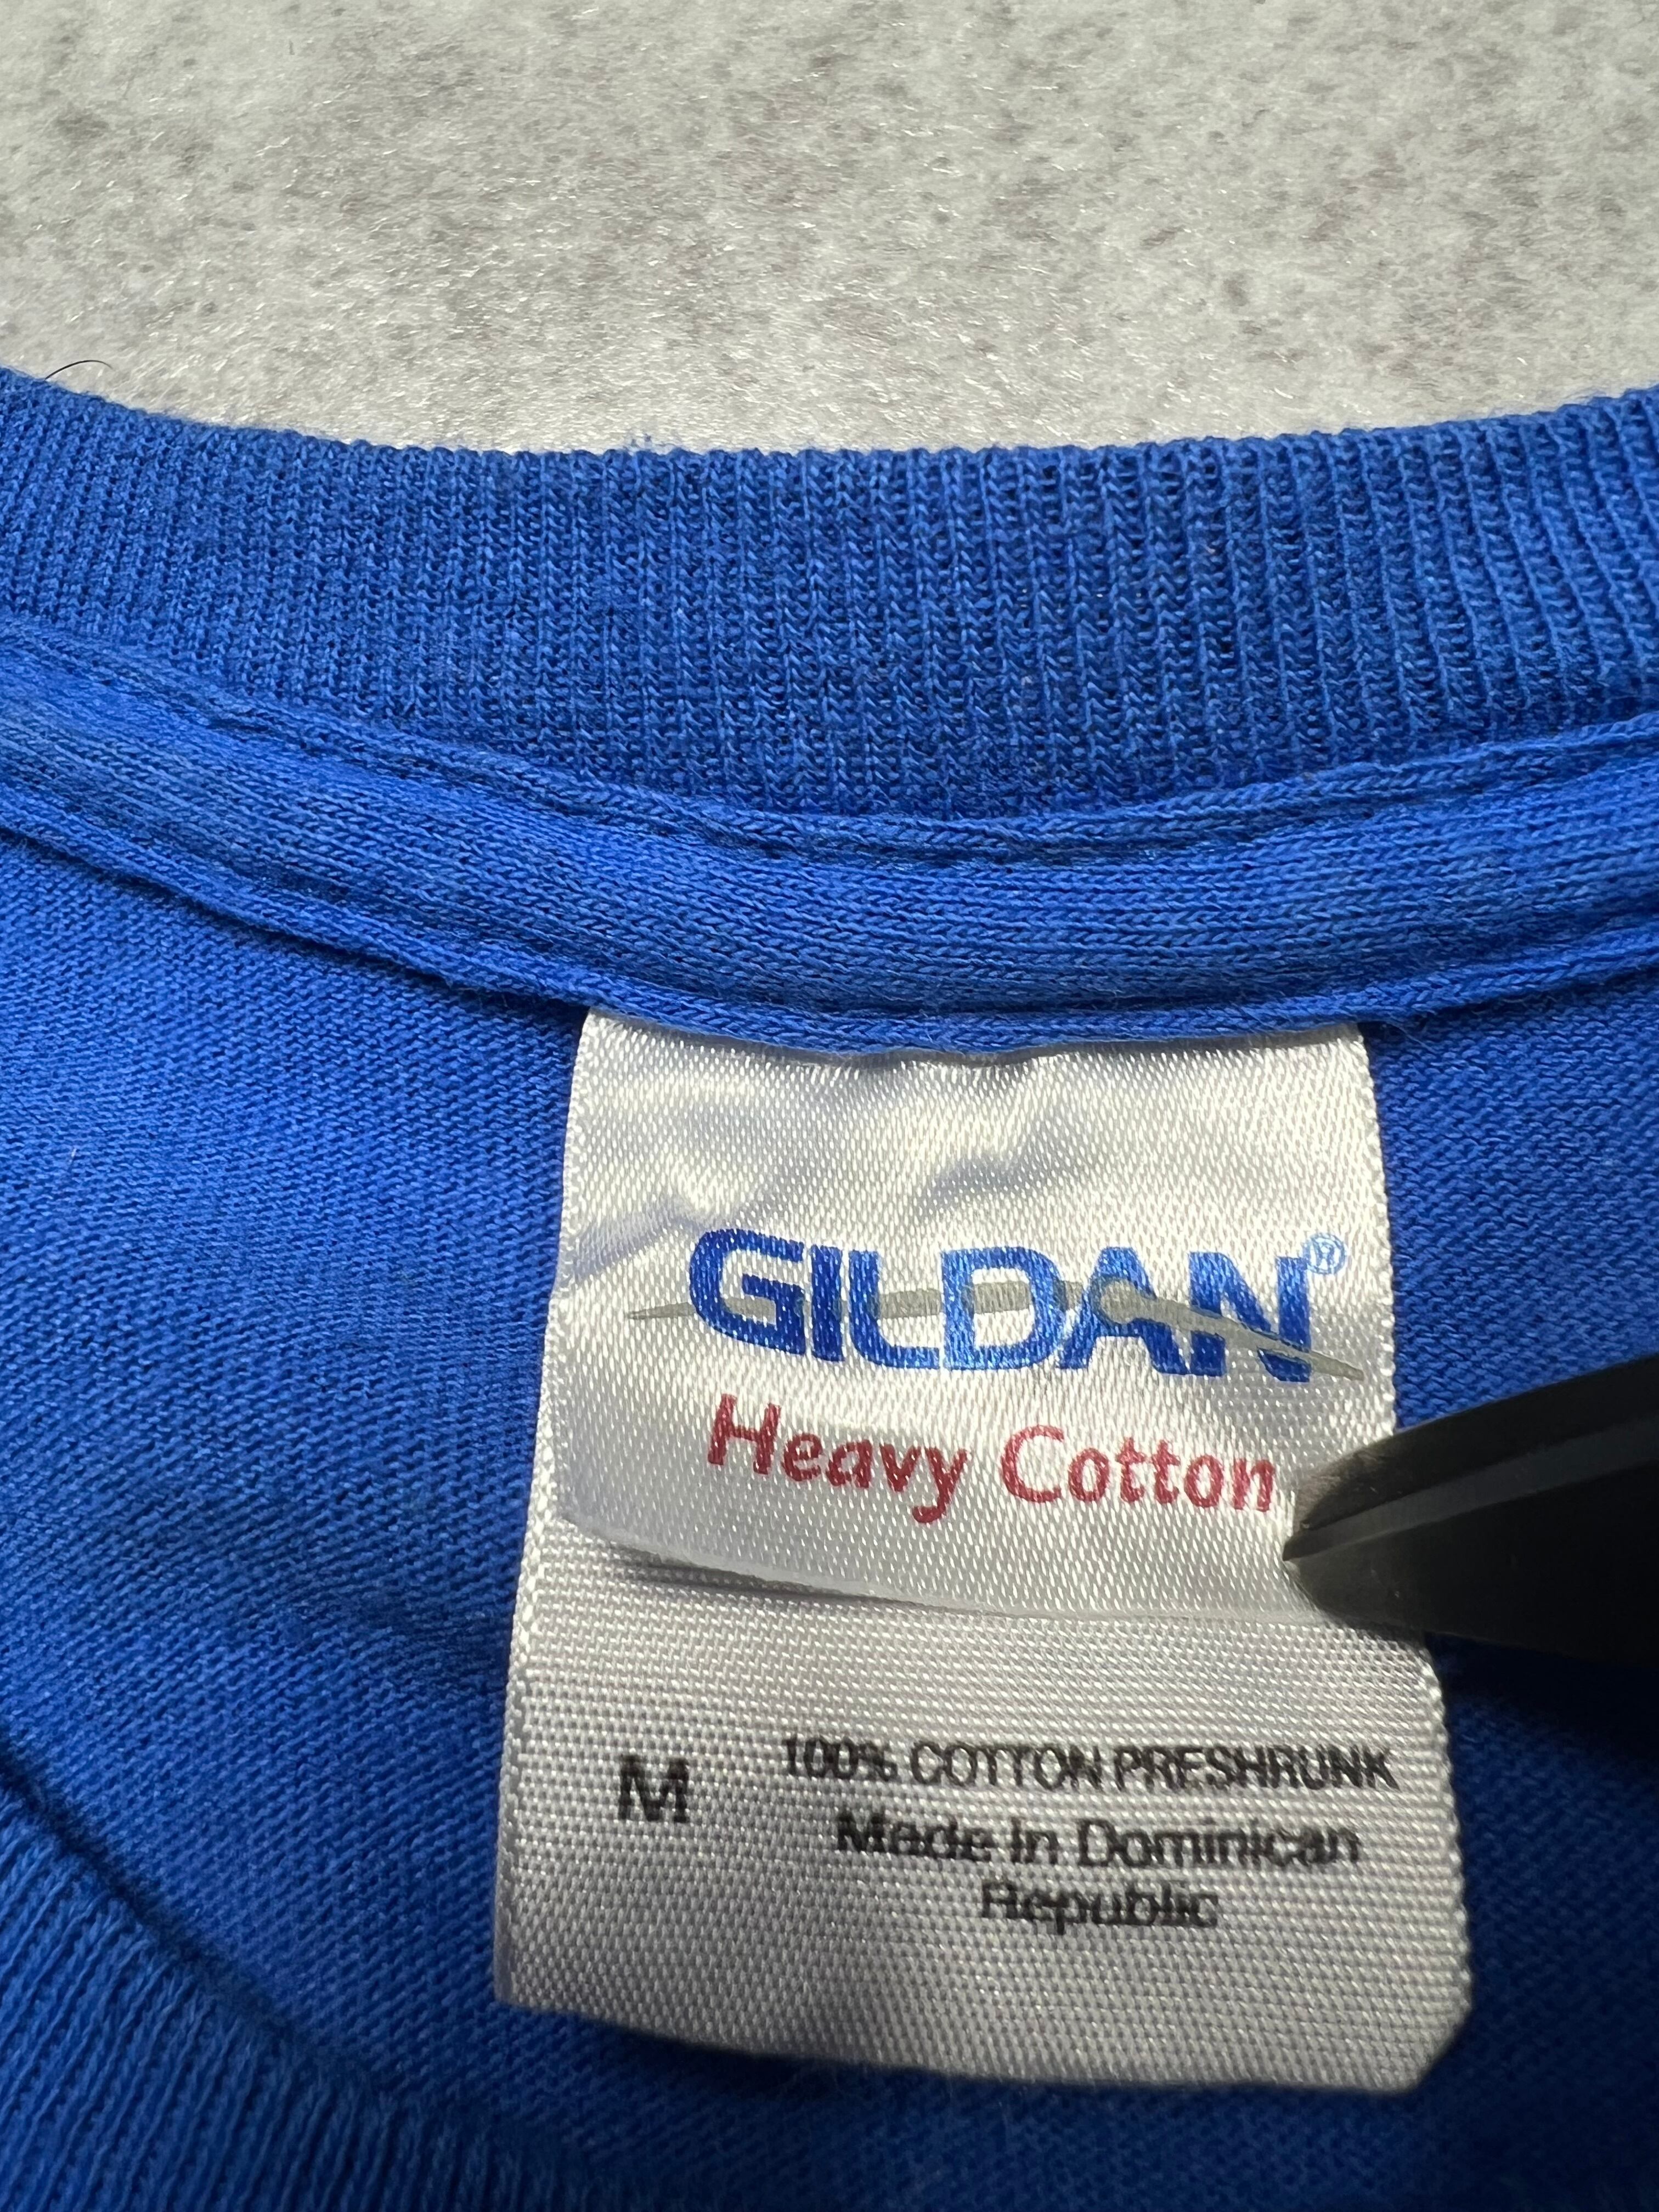 GILDAN®
Heavy Cotton
M 100% COTTON PRESHRUNK
Made in Dominican
Republic